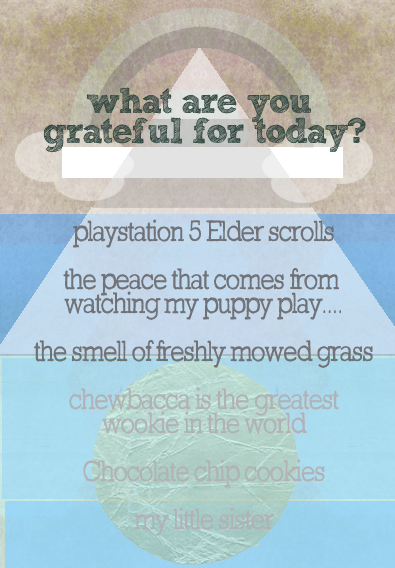 what are you
grateful for today?
playstation 5 Elder scrolls
the peace that comes from
watching my puppy play....
the smell of freshly mowed grass
chewbacca is the greatest
wookie in the world
Chocolate chip cookies
my little sister